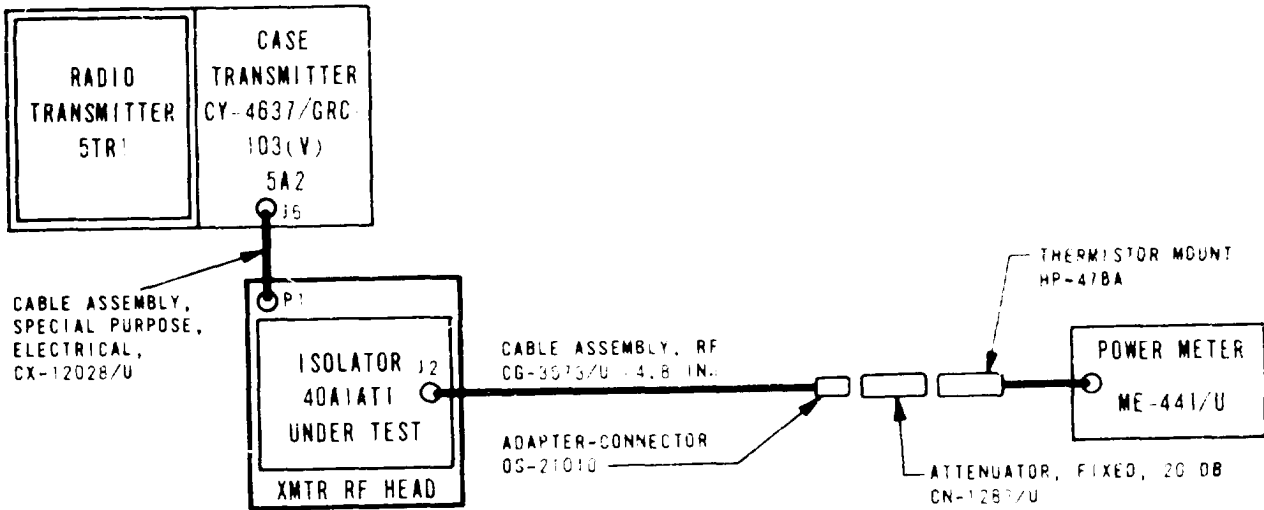 RADIO
TRANSMITTER
5TR1
CASE
TRANSMITTER
CY-4637/GRC-
103(V)
5A2
J6
CABLE ASSEMBLY,
SPECIAL PURPOSE,
ELECTRICAL,
CX-12028/U
P1
ISOLATOR
40A1AT1
UNDER TEST
J2
XMTR RF HEAD
CABLE ASSEMBLY, RF
IN.
ADAPTER-CONNECTOR
THERMISTOR MOUNT
HP-478A
ATTENUATOR, FIXED, 20 DB
POWER METER
ME-441/U